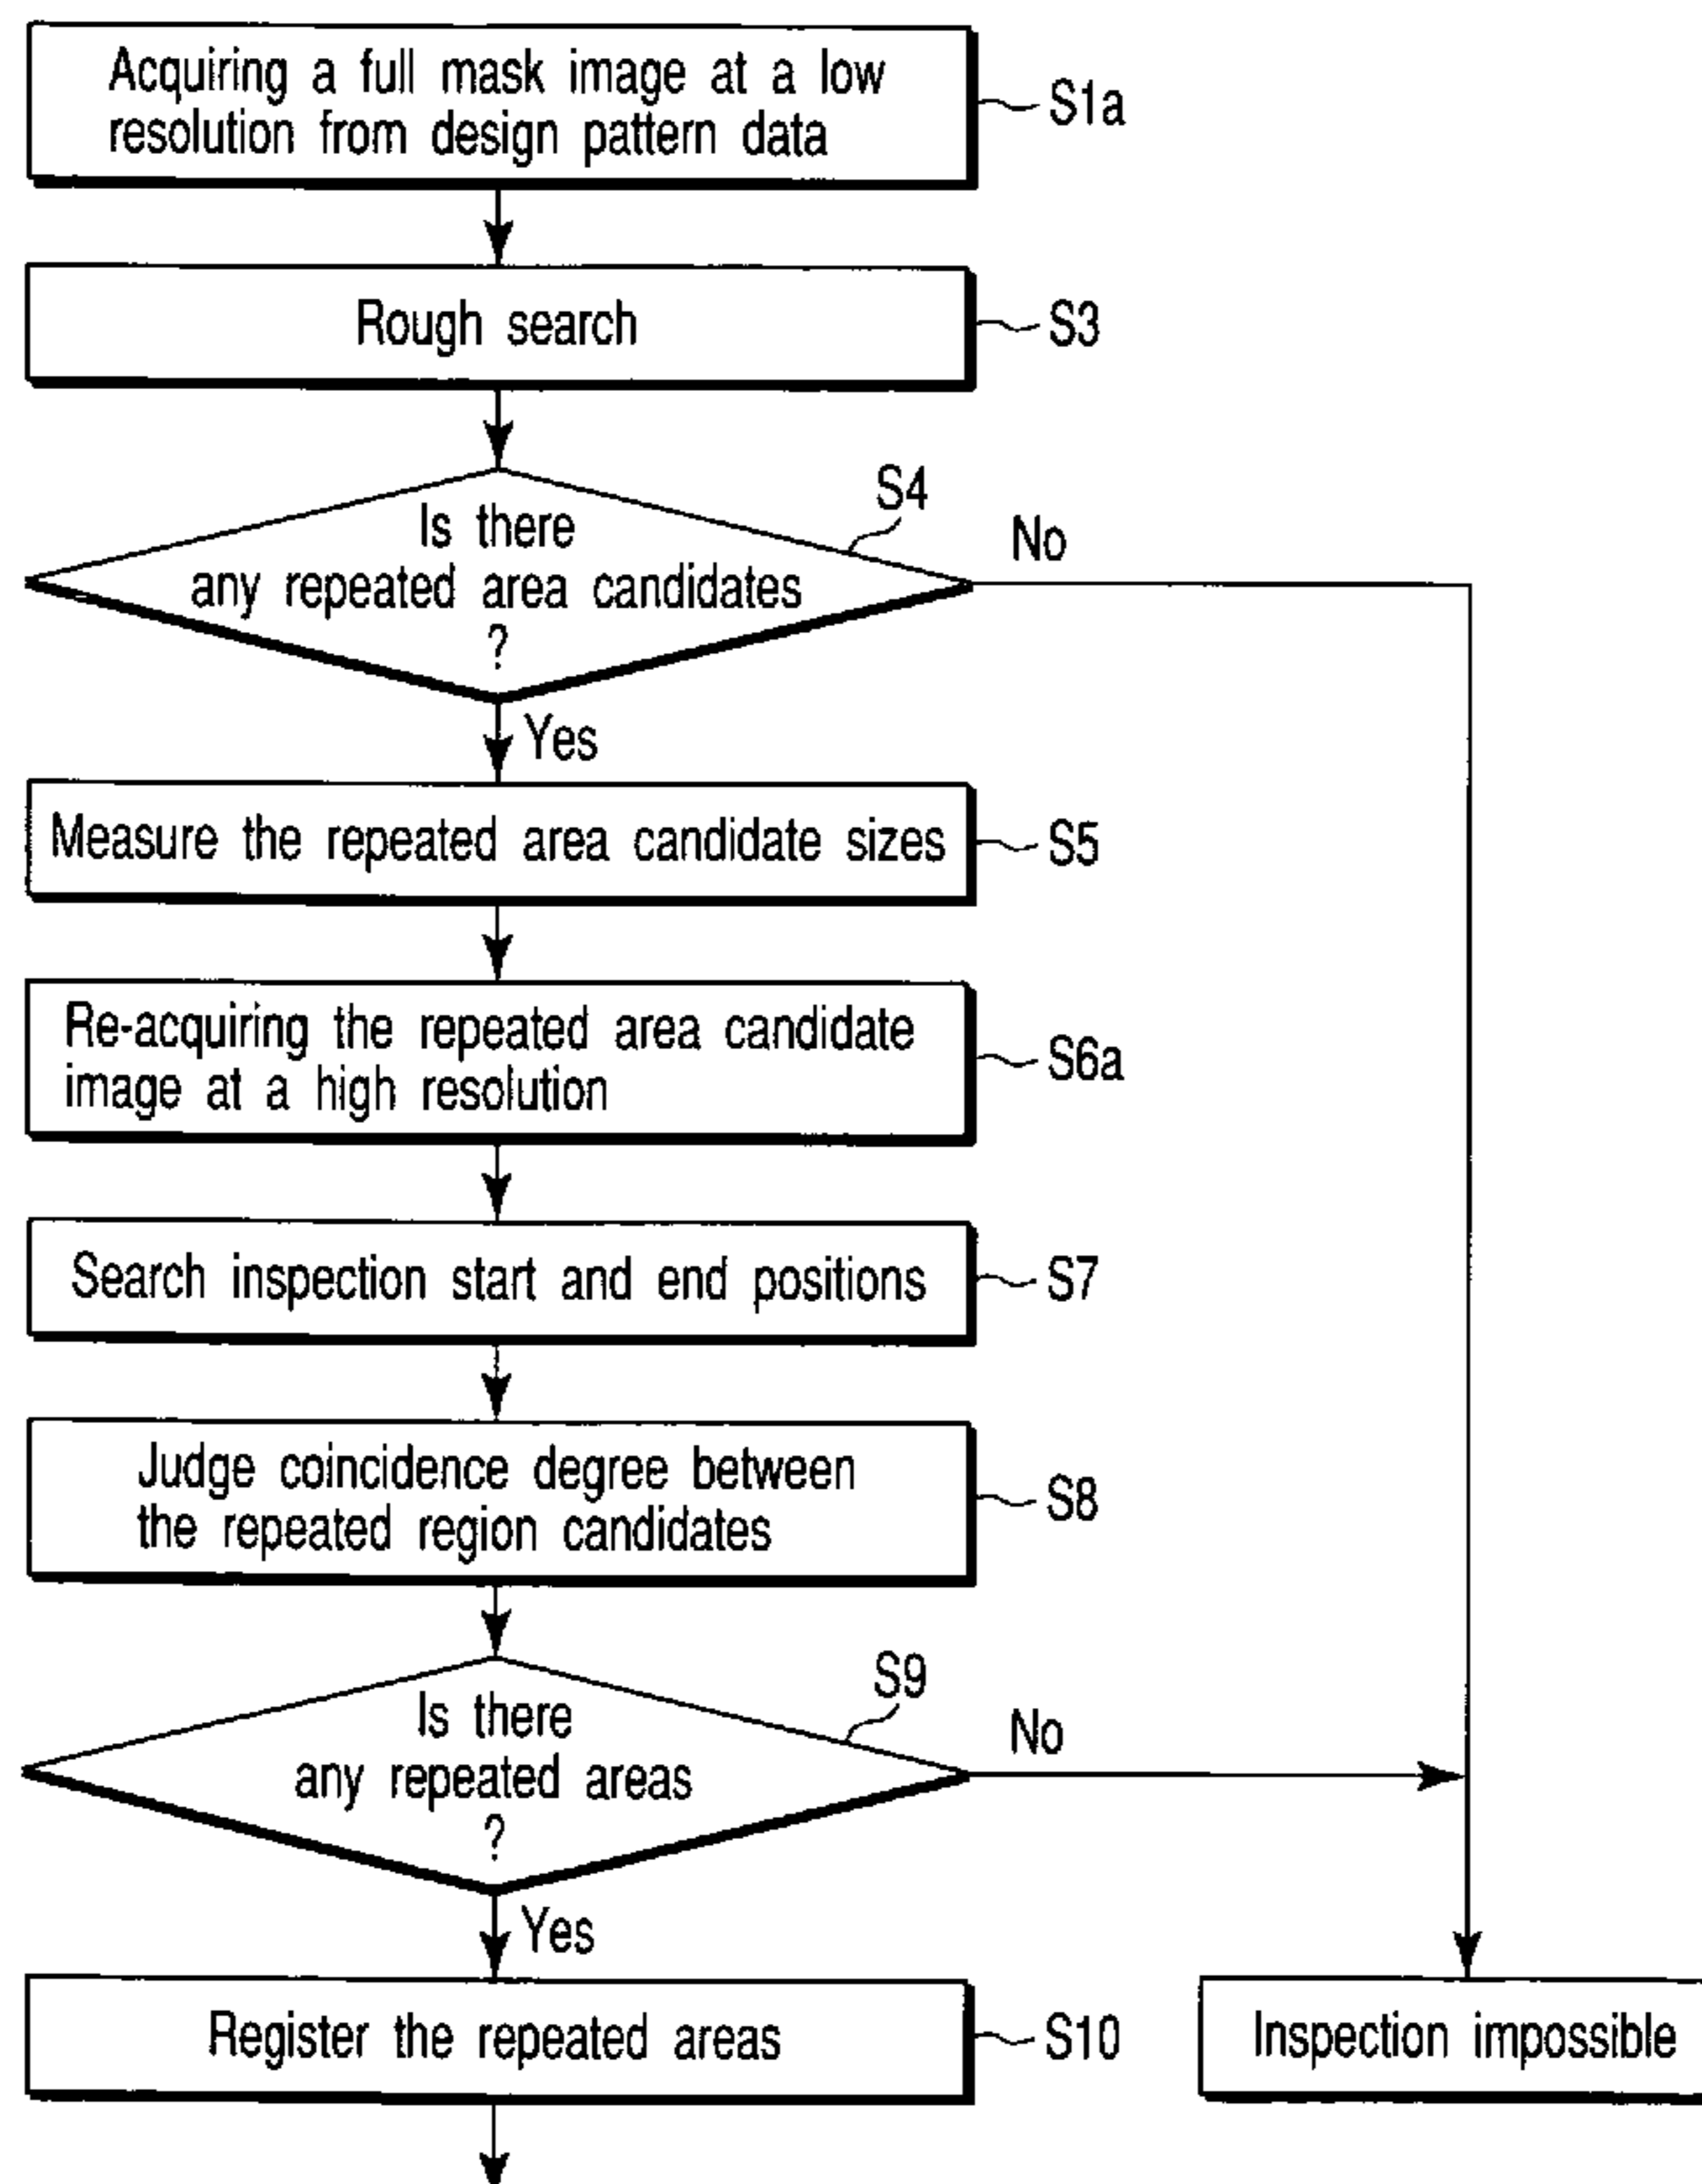 Acquiring a full mask image at a low
resolution from design pattern data
S1a
Rough search
S3
S4
Is there
any repeated area candidates
?
No
Yes
Measure the repeated area candidate sizes
S5
Re-acquiring the repeated area candidate
image at a high resolution
S6a
Search inspection start and end positions
S7
Judge coincidence degree between
the repeated region candidates
S8
S9
Is there
any repeated areas
?
No
Yes
Register the repeated areas
S10
Inspection impossible